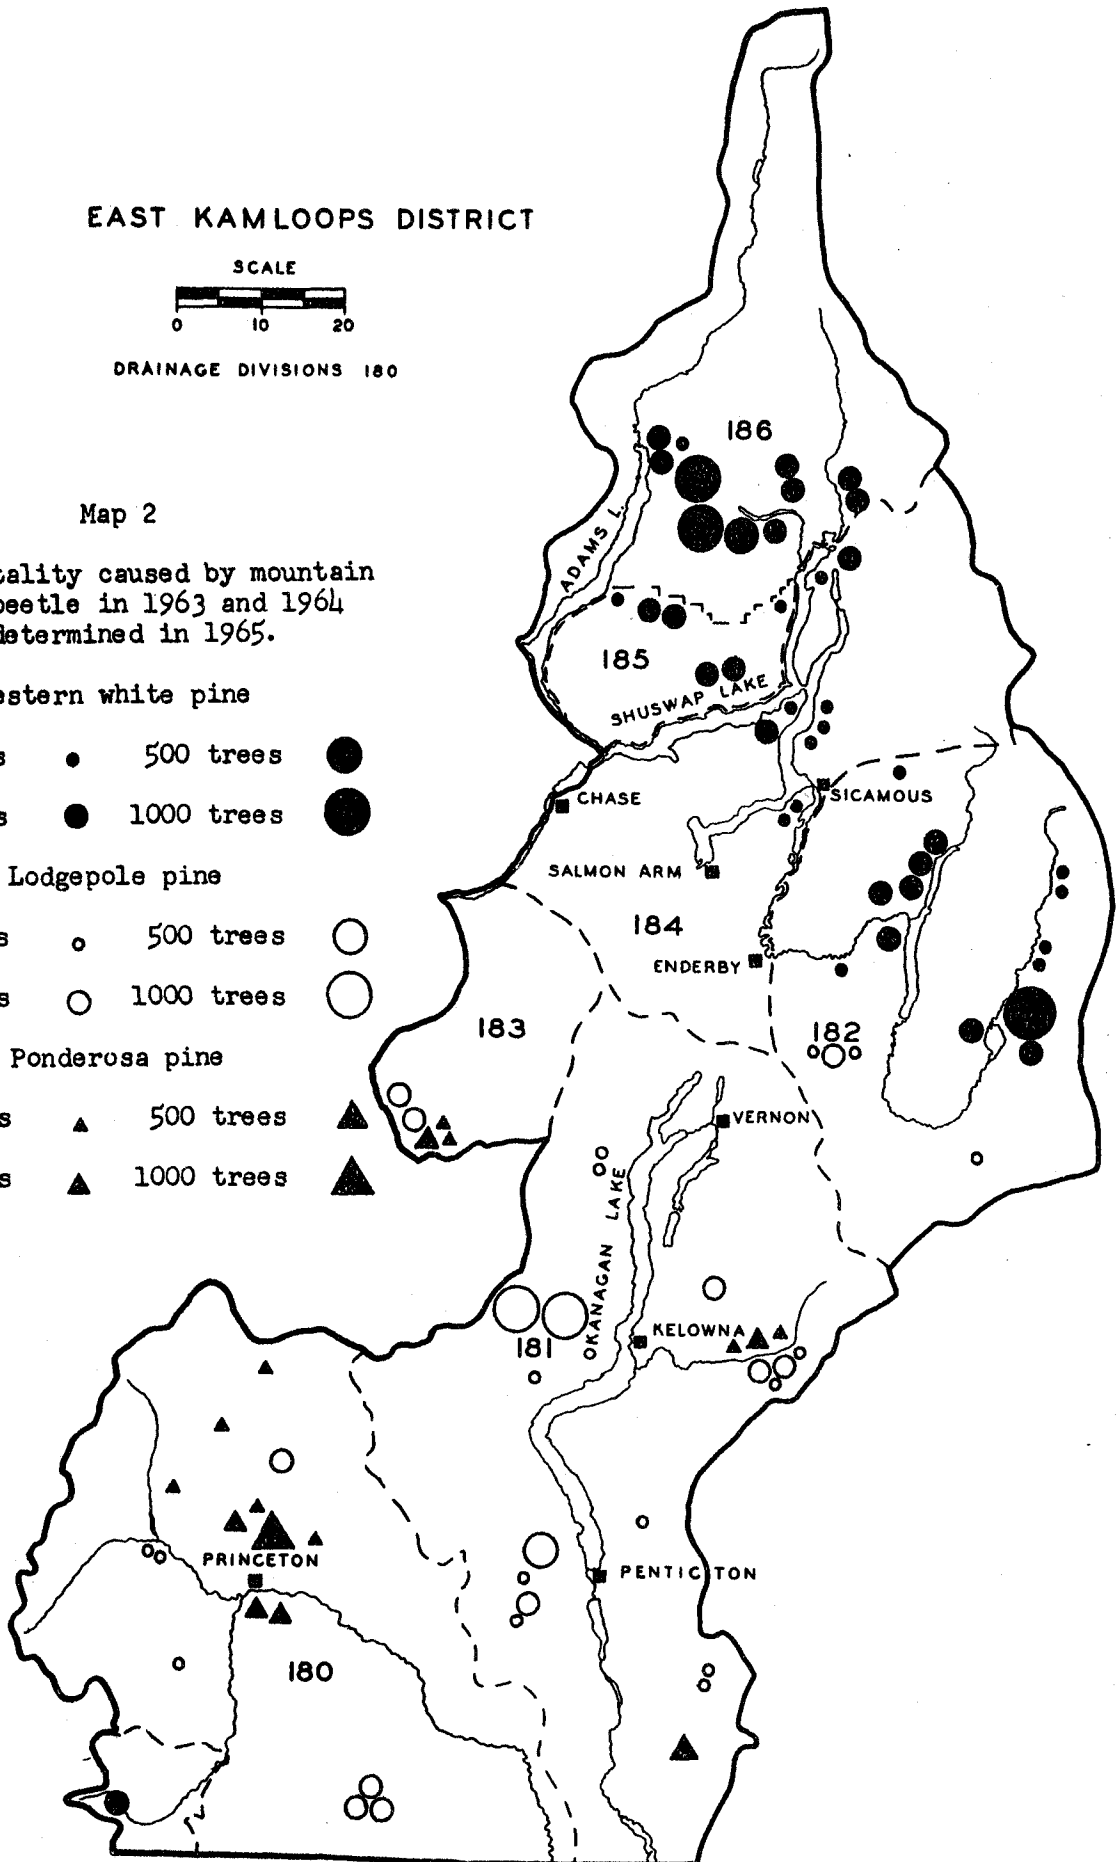 EAST KAMLOOPS DISTRICT
SCALE
0 10 20
DRAINAGE DIVISIONS 180
Map 2
tality caused by mountain
beetle in 1963 and 1964
determined in 1965.
estern white pine
s 500 trees
s 1000 trees
Lodgepole pine
s 500 trees
s 1000 trees
Ponderosa pine
s 500 trees
s 1000 trees
186
ADAMS L.
185
SHUSWAP LAKE
CHASE
SICAMOUS
SALMON ARM
184
ENDERBY
183
182
VERNON
OKANAGAN LAKE
KELOWNA
181
PRINCETON
PENTICTON
180